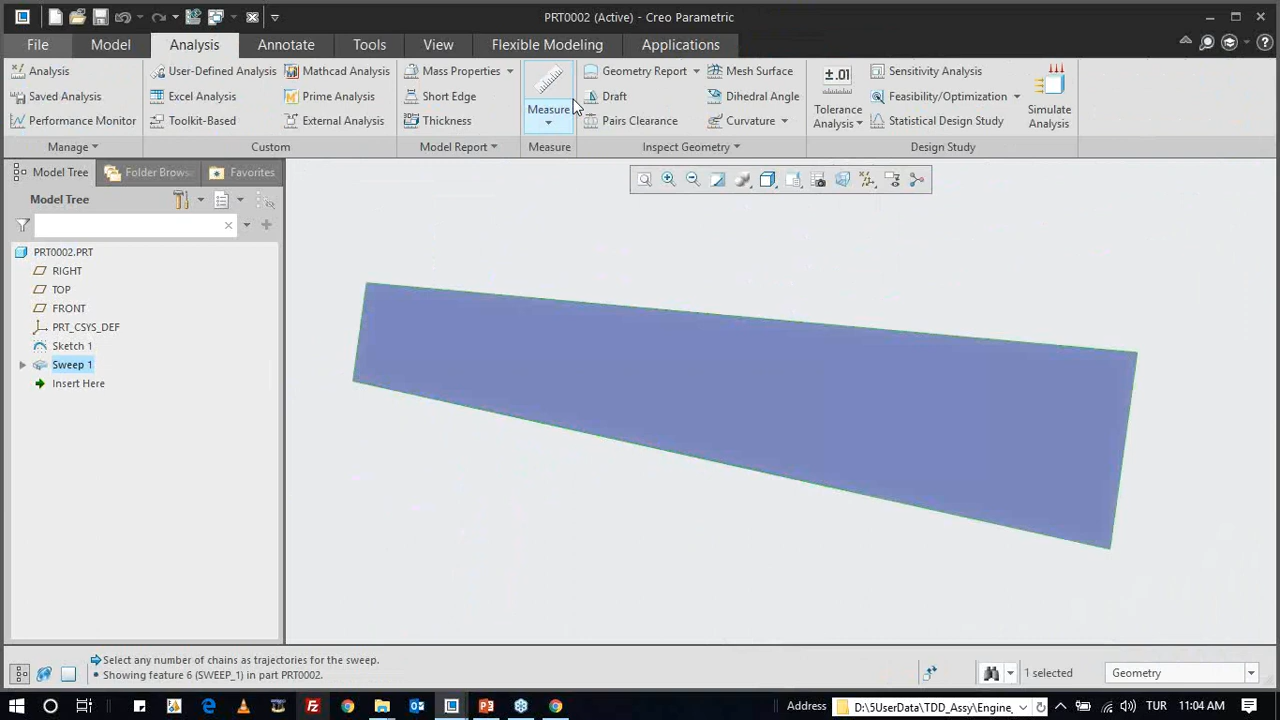 PRT0002 (Active) - Creo Parametric
File Model Analysis Annotate Tools View Flexible Modeling Applications
Analysis User-Defined Analysis Mathcad Analysis Mass Properties Geometry Report Mesh Surface Sensitivity Analysis
Saved Analysis Excel Analysis Prime Analysis Short Edge Draft Dihedral Angle Feasibility/Optimization
Performance Monitor Toolkit-Based External Analysis Thickness Pairs Clearance Curvature Statistical Design Study
Measure
±.01
Tolerance
Analysis
Simulate
Analysis
Manage Custom Model Report Measure Inspect Geometry Design Study
Model Tree Folder Brows Favorites
Model Tree
PRT0002.PRT
RIGHT
TOP
FRONT
PRT_CSYS_DEF
Sketch 1
Sweep 1
Insert Here
Select any number of chains as trajectories for the sweep.
Showing feature 6 (SWEEP_1) in part PRT0002.
1 selected
Geometry
Address D:\5UserData\TDD_Assy\Engine_
TUR 11:04 AM